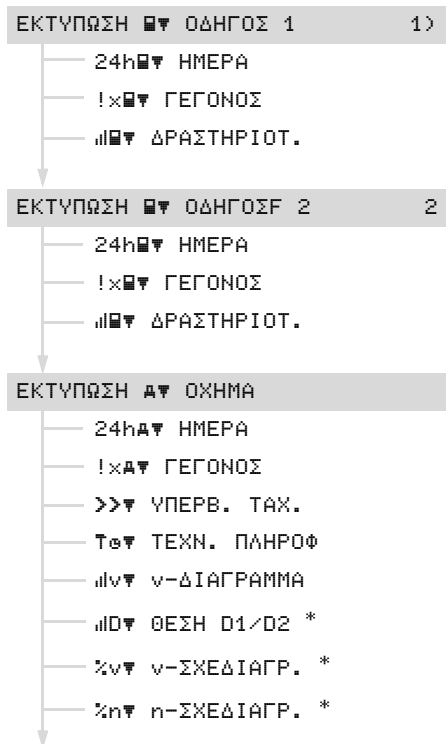 ΕΚΤΥΠΩΣΗ ΟΔΗΓΟΣ 1 1)
24h ΗΜΕΡΑ
!x ΓΕΓΟΝΟΣ
ΔΡΑΣΤΗΡΙΟΤ.
ΕΚΤΥΠΩΣΗ ΟΔΗΓΟΣF 2 2
24h ΗΜΕΡΑ
!x ΓΕΓΟΝΟΣ
ΔΡΑΣΤΗΡΙΟΤ.
ΕΚΤΥΠΩΣΗ ΟΧΗΜΑ
24h ΗΜΕΡΑ
!x ΓΕΓΟΝΟΣ
>> ΥΠΕΡΒ. ΤΑΧ.
ΤΕΧΝ. ΠΛΗΡΟΦ
v v-ΔΙΑΓΡΑΜΜΑ
D ΘΕΣΗ D1/D2 *
%v v-ΣΧΕΔΙΑΓΡ. *
%n n-ΣΧΕΔΙΑΓΡ. *